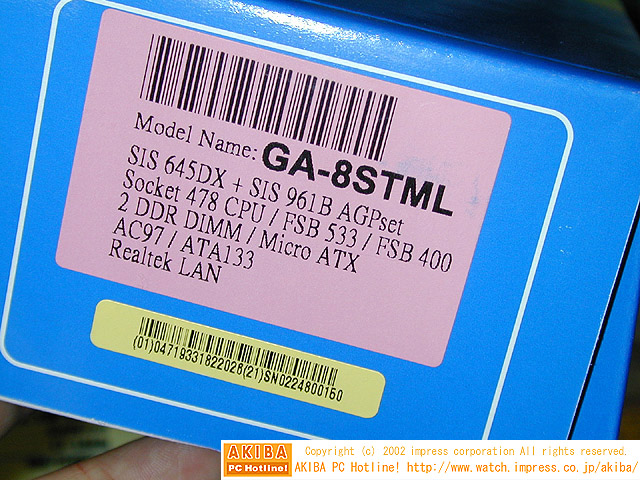 Model Name: GA-8STML
SIS 645DX + SIS 961B AGPset
Socket 478 CPU / FSB 533 / FSB 400
2 DDR DIMM / Micro ATX
AC97 / ATA133
Realtek LAN
(01)04719331822028(21)SN0224800150
AKIBA
PC Hotline!
Copyright (c) 2002 impress corporation All rights reserved.
AKIBA PC Hotline! http://www.watch.impress.co.jp/akiba/